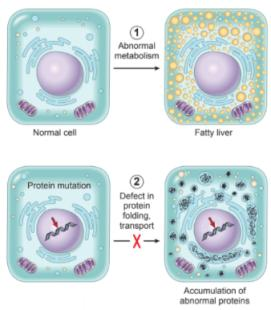 1
Abnormal
metabolism
Normal cell
Fatty liver
Protein mutation
2
Defect in
protein
folding,
transport
X
Accumulation of
abnormal proteins